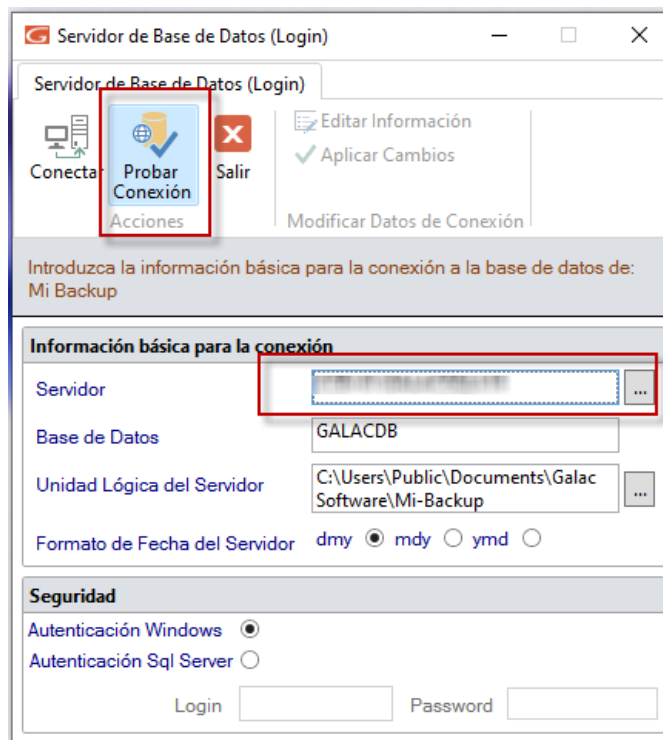 Servidor de Base de Datos (Login)
Servidor de Base de Datos (Login)
Conectar
Probar
Conexión
Salir
Acciones
Editar Información
Aplicar Cambios
Modificar Datos de Conexión
Introduzca la información básica para la conexión a la base de datos de:
Mi Backup
Información básica para la conexión
Servidor
...
Base de Datos
GALACDB
Unidad Lógica del Servidor
C:\Users\Public\Documents\Galac
Software\Mi-Backup
...
Formato de Fecha del Servidor
dmy mdy ymd
Seguridad
Autenticación Windows
Autenticación Sql Server
Login
Password